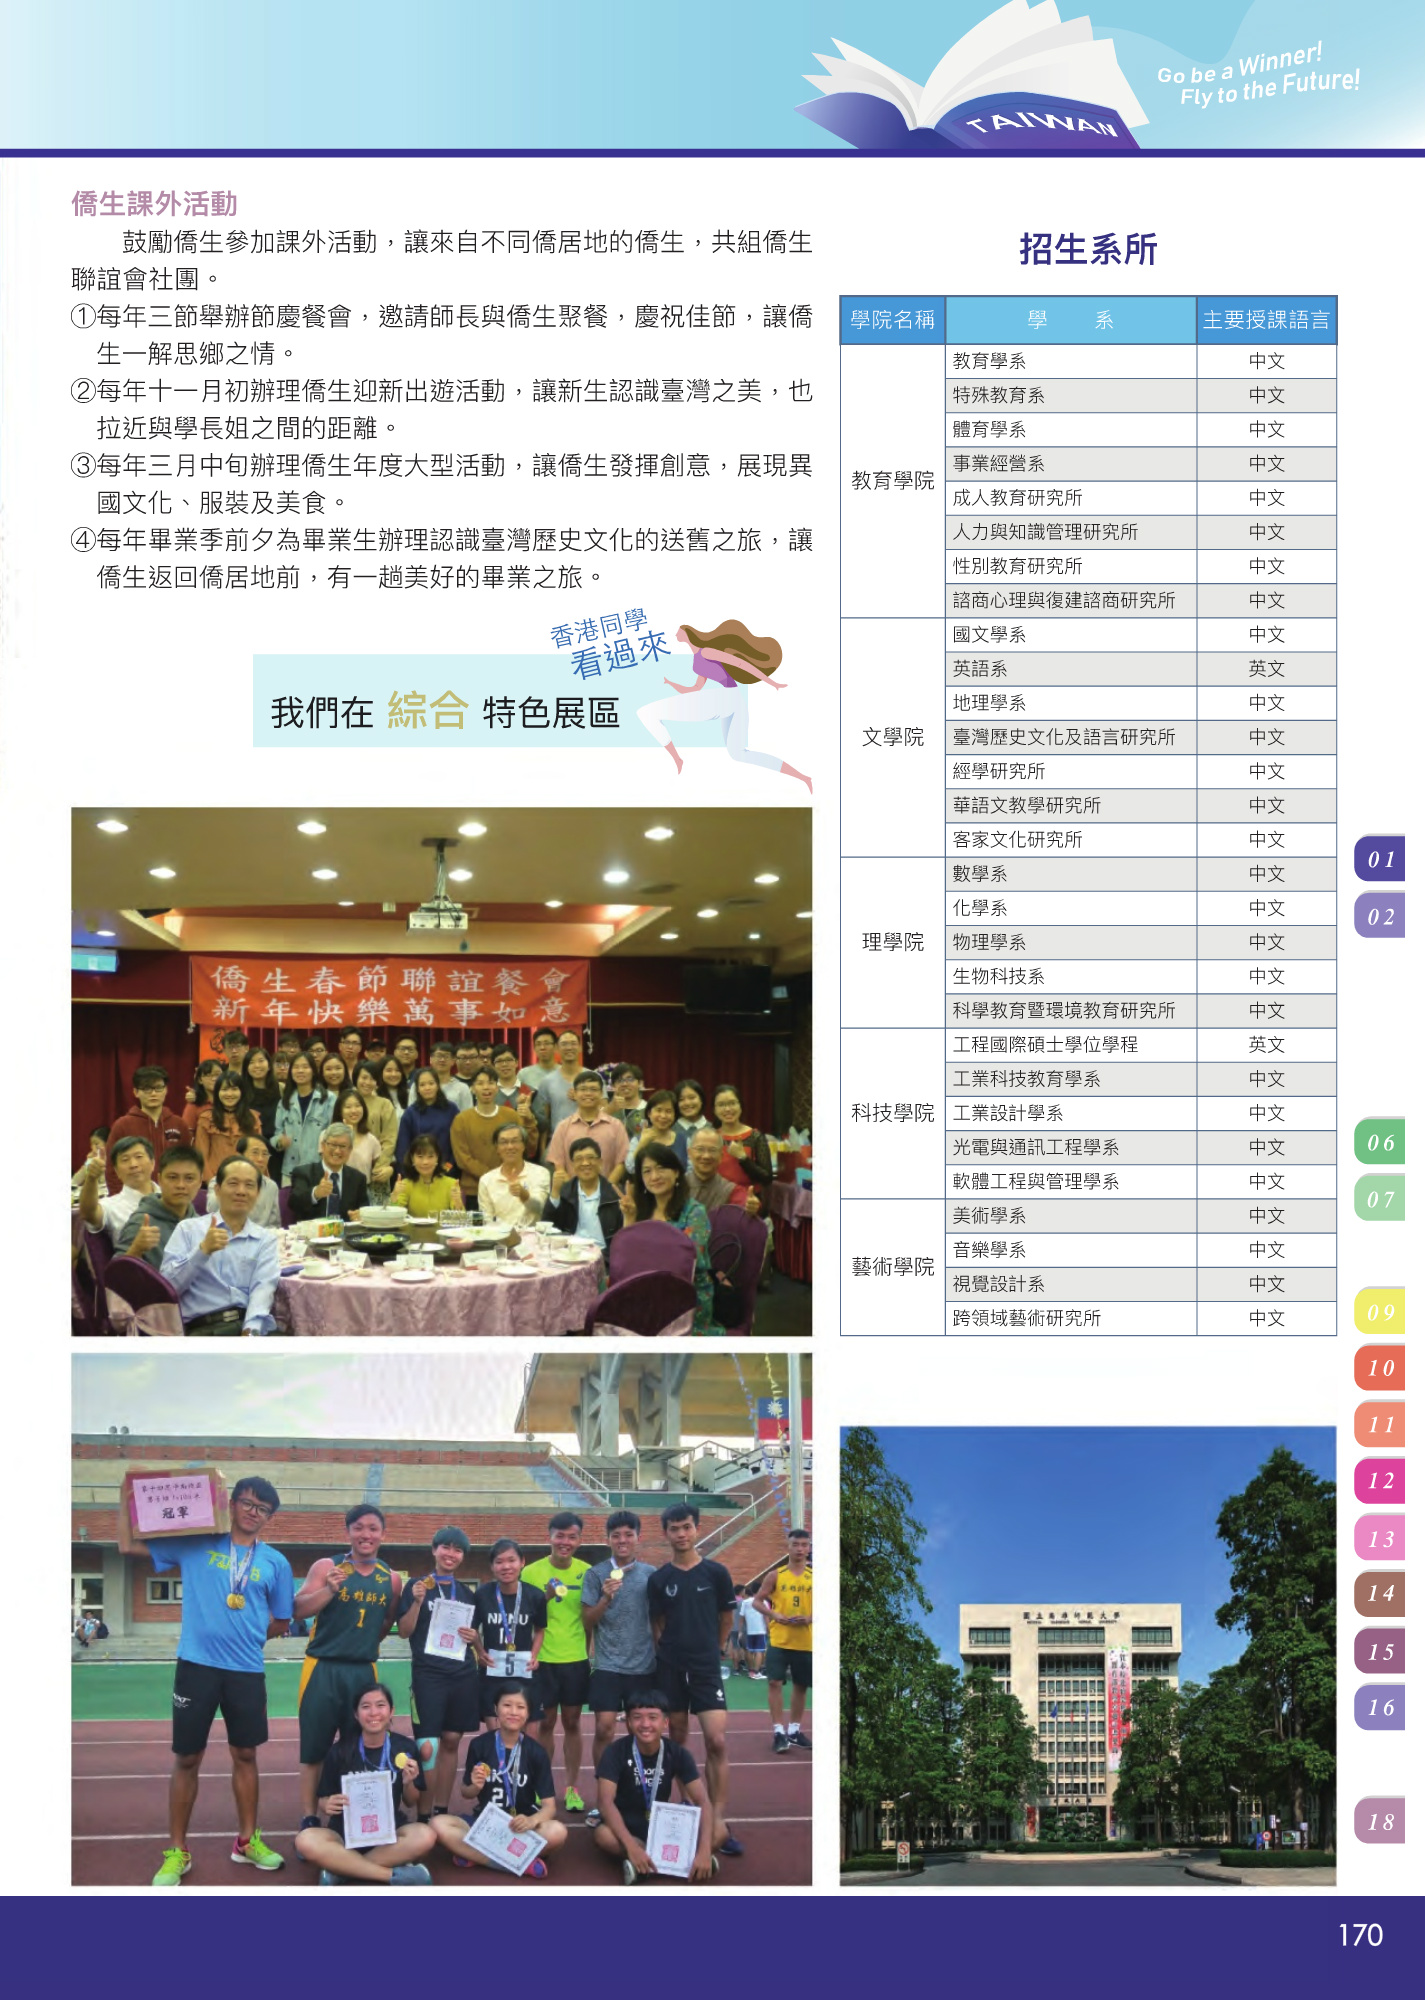 Go be a Winner!
Fly to the Future!
TAIWAN
僑生課外活動
鼓勵僑生參加課外活動，讓來自不同僑居地的僑生，共組僑生
聯誼會社團。
①每年三節舉辦節慶餐會，邀請師長與僑生聚餐，慶祝佳節，讓僑
生一解思鄉之情。
②每年十一月初辦理僑生迎新出遊活動，讓新生認識臺灣之美，也
拉近與學長姐之間的距離。
③每年三月中旬辦理僑生年度大型活動，讓僑生發揮創意，展現異
國文化、服裝及美食。
④每年畢業季前夕為畢業生辦理認識臺灣歷史文化的送舊之旅，讓
僑生返回僑居地前，有一趟美好的畢業之旅。
香港同學
看過來
我們在 綜合 特色展區
僑生春節聯誼餐會
新年快樂萬事如意
冠軍
高雄師大
1
NKNU
5
9
NKNU
2
招生系所
學院名稱 學 系 主要授課語言
教育學院
教育學系 中文
特殊教育系 中文
體育學系 中文
事業經營系 中文
成人教育研究所 中文
人力與知識管理研究所 中文
性別教育研究所 中文
諮商心理與復建諮商研究所 中文
文學院
國文學系 中文
英語系 英文
地理學系 中文
臺灣歷史文化及語言研究所 中文
經學研究所 中文
華語文教學研究所 中文
客家文化研究所 中文
理學院
數學系 中文
化學系 中文
物理學系 中文
生物科技系 中文
科學教育暨環境教育研究所 中文
科技學院
工程國際碩士學位學程 英文
工業科技教育學系 中文
工業設計學系 中文
光電與通訊工程學系 中文
軟體工程與管理學系 中文
藝術學院
美術學系 中文
音樂學系 中文
視覺設計系 中文
跨領域藝術研究所 中文
國立高雄師範大學
01
02
06
07
09
10
11
12
13
14
15
16
18
170